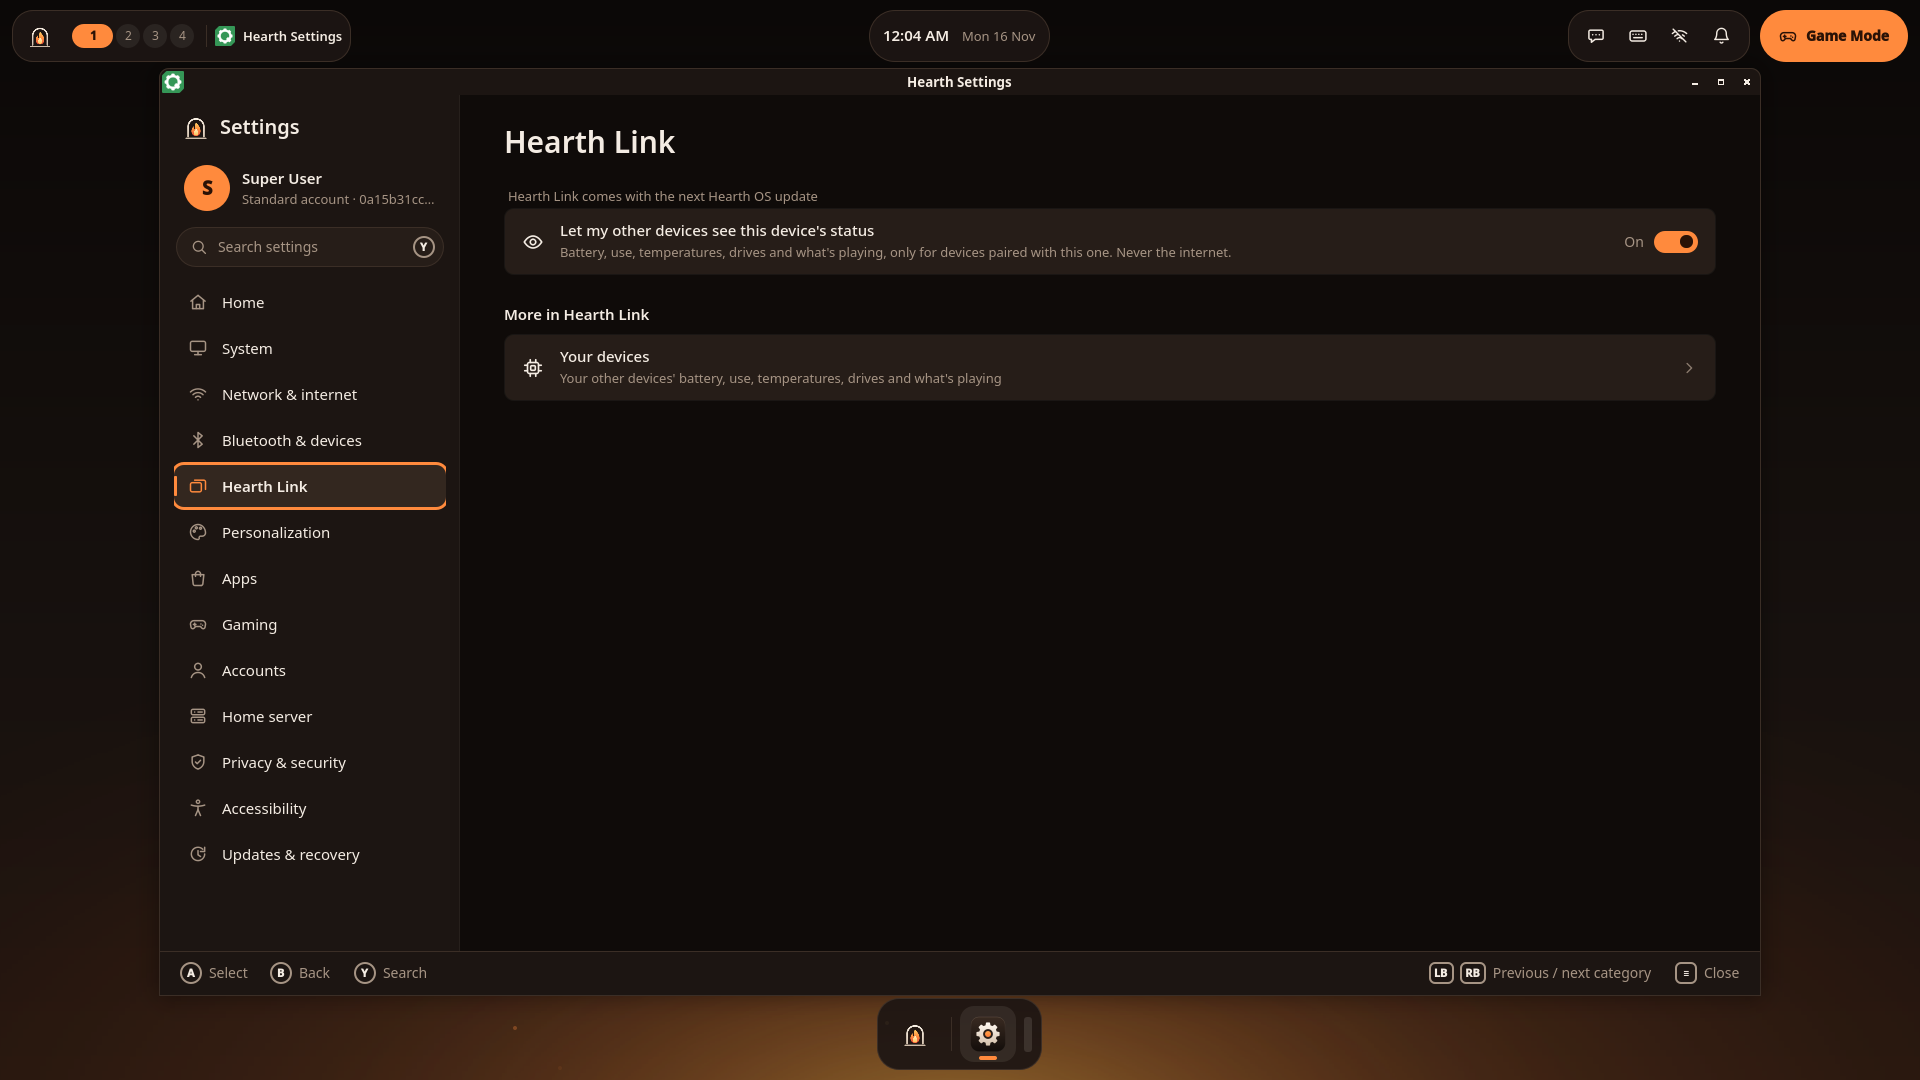 1 2 3 4 Hearth Settings
12:04 AM Mon 16 Nov
Game Mode
Hearth Settings
Settings
S
Super User
Standard account · 0a15b31cc...
Search settings Y
Home
System
Network & internet
Bluetooth & devices
Hearth Link
Personalization
Apps
Gaming
Accounts
Home server
Privacy & security
Accessibility
Updates & recovery
Hearth Link
Hearth Link comes with the next Hearth OS update
Let my other devices see this device's status
Battery, use, temperatures, drives and what's playing, only for devices paired with this one. Never the internet.
On
More in Hearth Link
Your devices
Your other devices' battery, use, temperatures, drives and what's playing
A Select B Back Y Search
LB RB Previous / next category ≡ Close